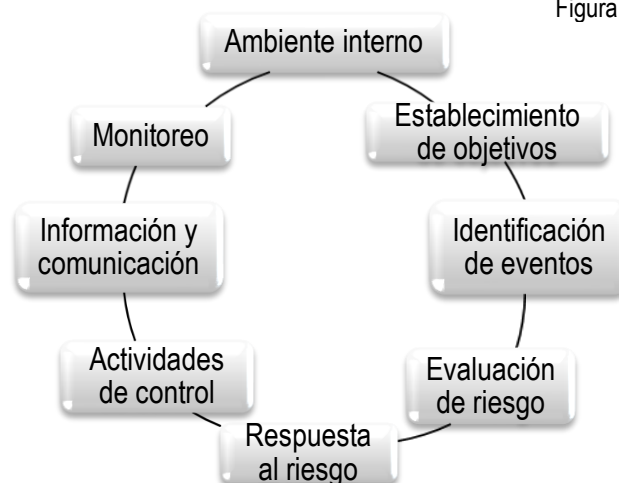 Figura
Ambiente interno
Establecimiento
de objetivos
Identificación
de eventos
Evaluación
de riesgo
Respuesta
al riesgo
Actividades
de control
Información y
comunicación
Monitoreo